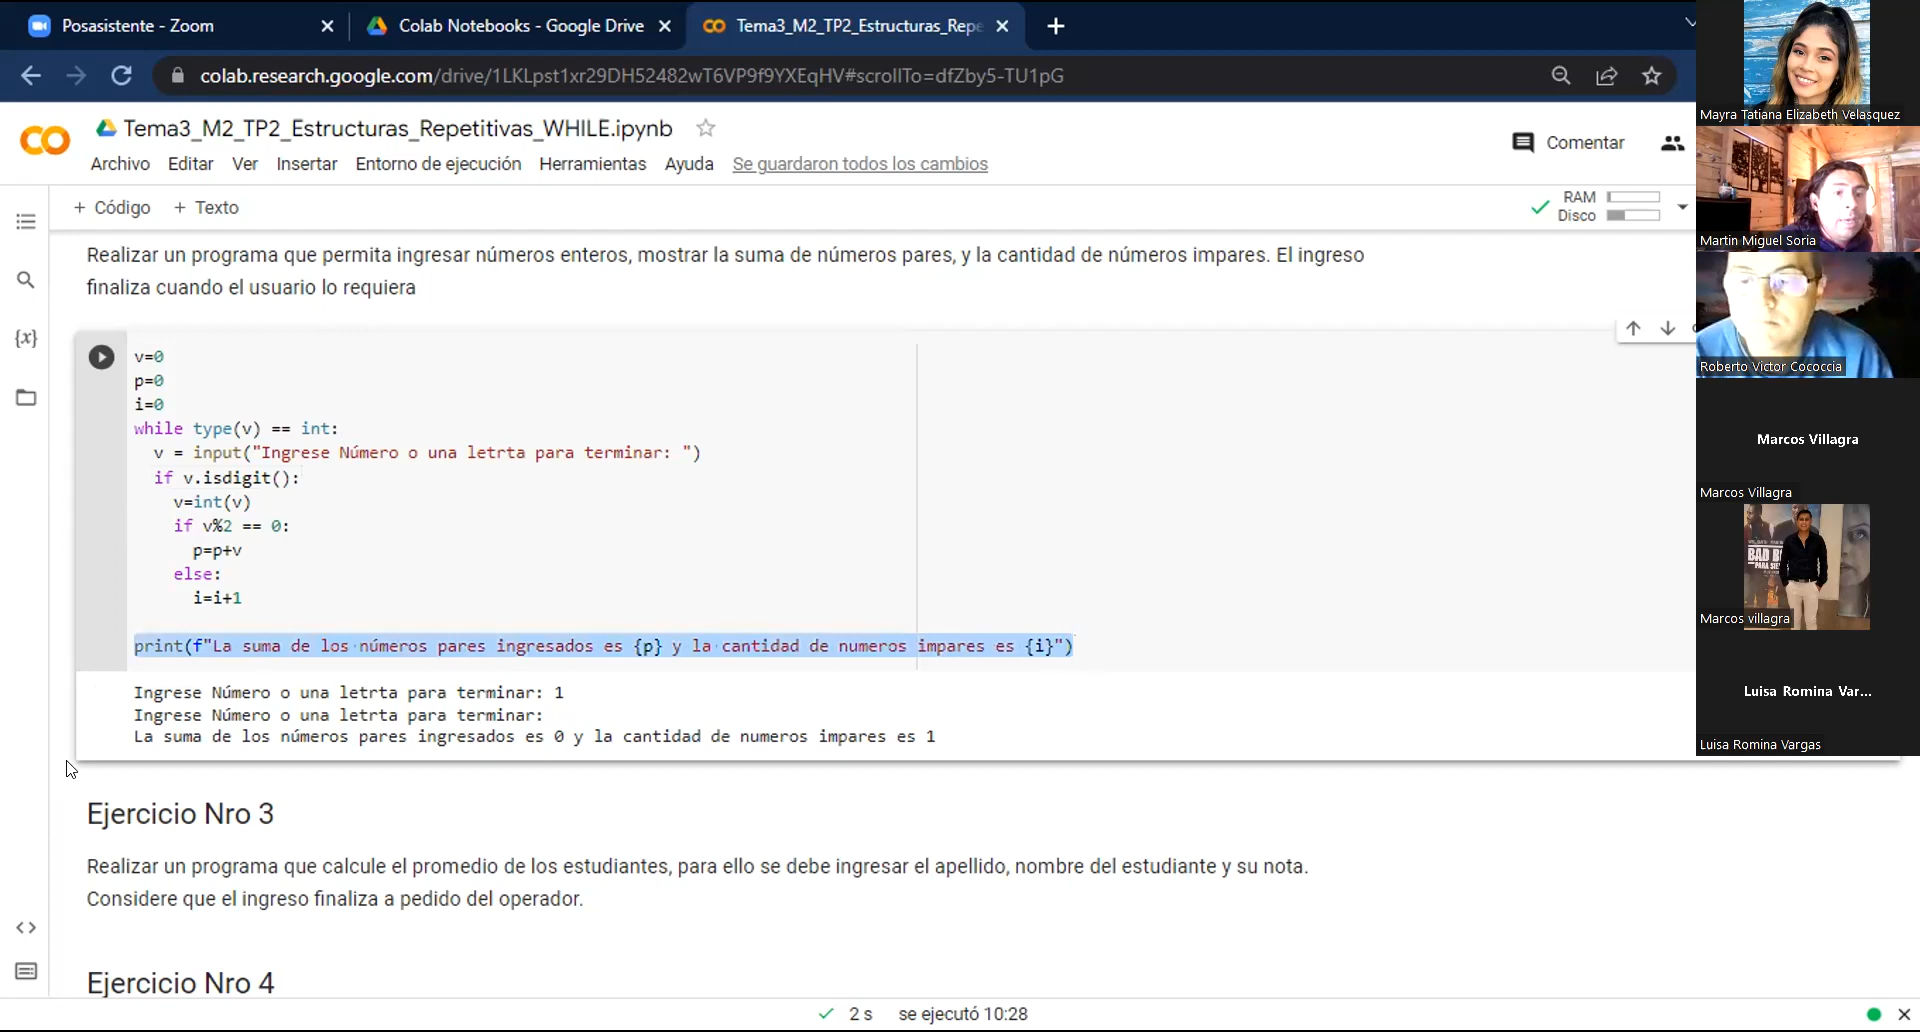 Posasistente - Zoom
Colab Notebooks - Google Drive
Tema3_M2_TP2_Estructuras_Repe
colab.research.google.com/drive/1LKLpst1xr29DH52482wT6VP9f9YXEqHV#scrollTo=dfZby5-TU1pG
Tema3_M2_TP2_Estructuras_Repetitivas_WHILE.ipynb
Comentar
Archivo Editar Ver Insertar Entorno de ejecución Herramientas Ayuda Se guardaron todos los cambios
+ Código + Texto
RAM
Disco
Realizar un programa que permita ingresar números enteros, mostrar la suma de números pares, y la cantidad de números impares. El ingreso
finaliza cuando el usuario lo requiera
v=0
p=0
i=0
while type(v) == int:
v = input("Ingrese Número o una letrta para terminar: ")
if v.isdigit():
v=int(v)
if v%2 == 0:
p=p+v
else:
i=i+1
print(f"La suma de los números pares ingresados es {p} y la cantidad de numeros impares es {i}")
Ingrese Número o una letrta para terminar: 1
Ingrese Número o una letrta para terminar:
La suma de los números pares ingresados es 0 y la cantidad de numeros impares es 1
Ejercicio Nro 3
Realizar un programa que calcule el promedio de los estudiantes, para ello se debe ingresar el apellido, nombre del estudiante y su nota.
Considere que el ingreso finaliza a pedido del operador.
Ejercicio Nro 4
2 s se ejecutó 10:28
Mayra Tatiana Elizabeth Velasquez
Martin Miguel Soria
Roberto Victor Cococcia
Marcos Villagra
Marcos Villagra
BAD BO
PARA SIE
Marcos villagra
Luisa Romina Var...
Luisa Romina Vargas
{x}